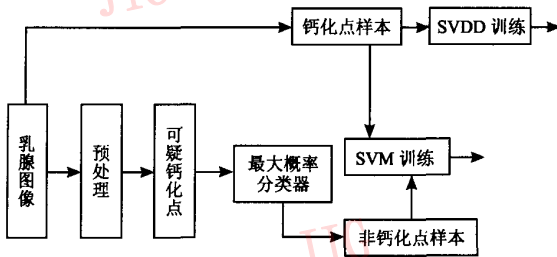 钙化点样本
SVDD 训练
乳腺图像
预处理
可疑钙化点
最大概率
分类器
SVM 训练
非钙化点样本
JIG